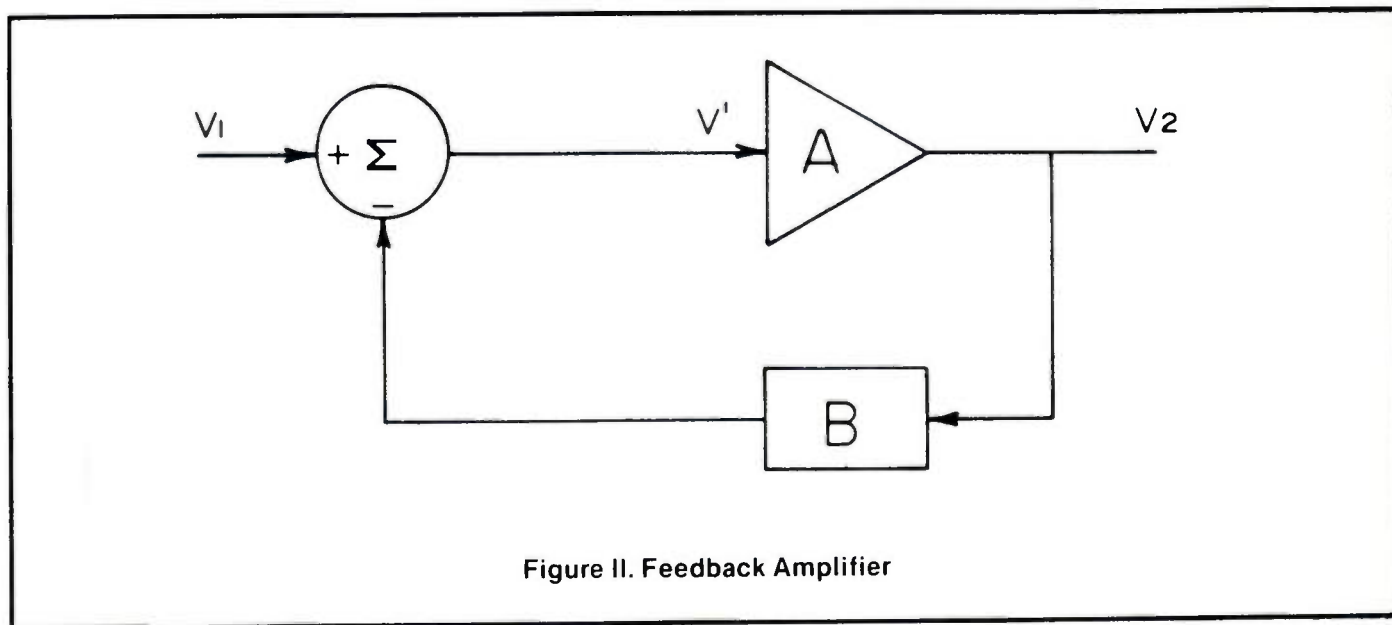 V1
+ Σ
−
V'
A
V2
B
Figure II. Feedback Amplifier